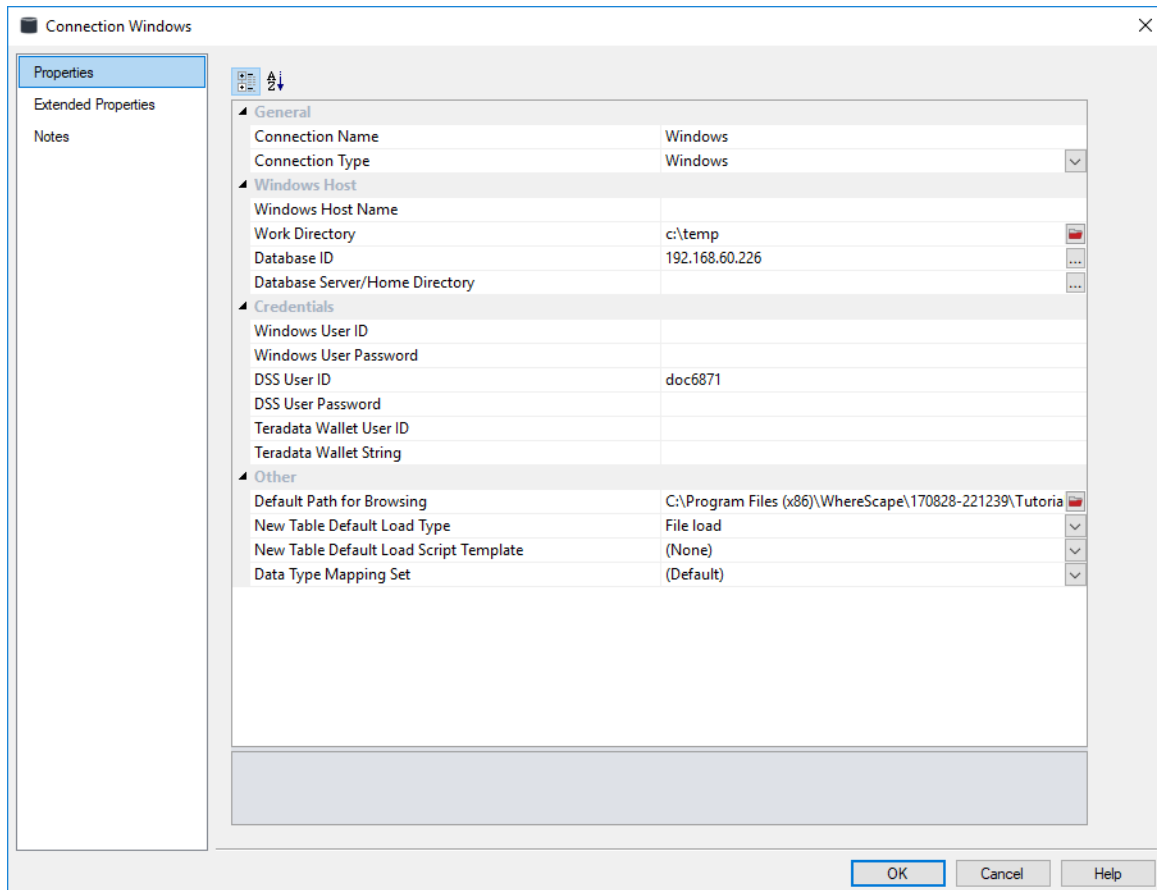 Connection Windows
Properties
Extended Properties
Notes
General
Connection Name Windows
Connection Type Windows
Windows Host
Windows Host Name
Work Directory c:\temp
Database ID 192.168.60.226
...
Database Server/Home Directory
...
Credentials
Windows User ID
Windows User Password
DSS User ID doc6871
DSS User Password
Teradata Wallet User ID
Teradata Wallet String
Other
Default Path for Browsing C:\Program Files (x86)\WhereScape\170828-221239\Tutoria
New Table Default Load Type File load
New Table Default Load Script Template (None)
Data Type Mapping Set (Default)
OK Cancel Help